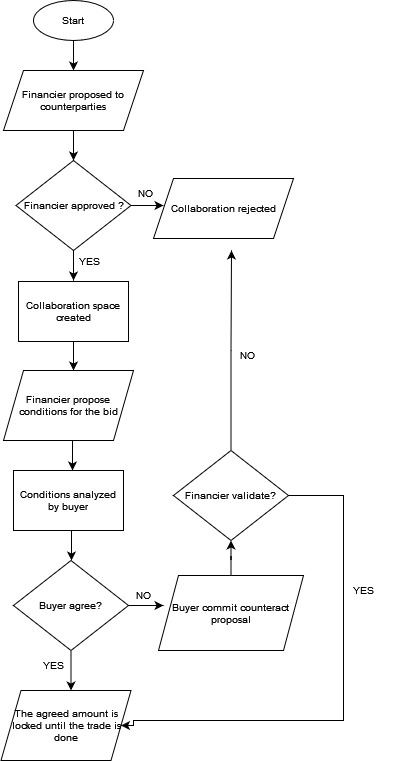 Start
Financier proposed to
counterparties
Financier approved ?
NO
Collaboration rejected
YES
Collaboration space
created
NO
Financier propose
conditions for the bid
Conditions analyzed
by buyer
Financier validate?
Buyer agree?
NO
Buyer commit counteract
proposal
YES
YES
The agreed amount is
locked until the trade is
done